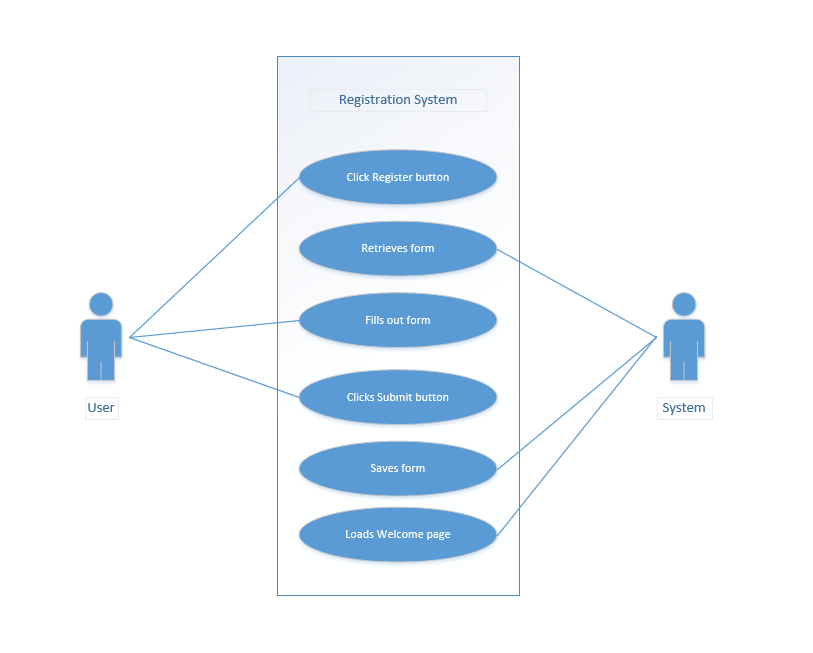 Registration System
Click Register button
Retrieves form
Fills out form
Clicks Submit button
Saves form
Loads Welcome page
User
System